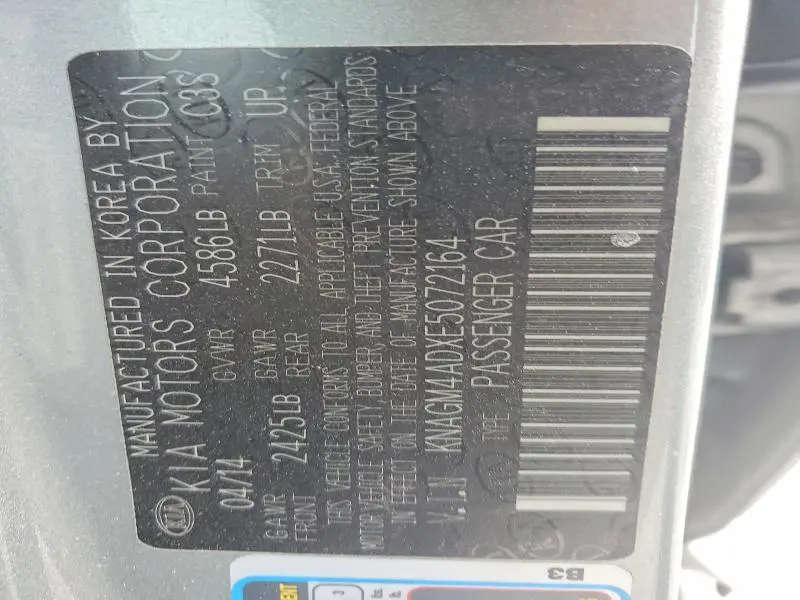 MANUFACTURED IN KOREA BY
KIA KIA MOTORS CORPORATION
04/14 GVWR 4586LB PAINT C3S
GAWR FRONT 2425LB GAWR REAR 2271LB TRIM UP
THIS VEHICLE CONFORMS TO ALL APPLICABLE U.S.A. FEDERAL
MOTOR VEHICLE SAFETY BUMPER AND THEFT PREVENTION STANDARDS
IN EFFECT ON THE DATE OF MANUFACTURE SHOWN ABOVE
V.I.N KNAGM4ADXE5072164
TYPE PASSENGER CAR
B3
3